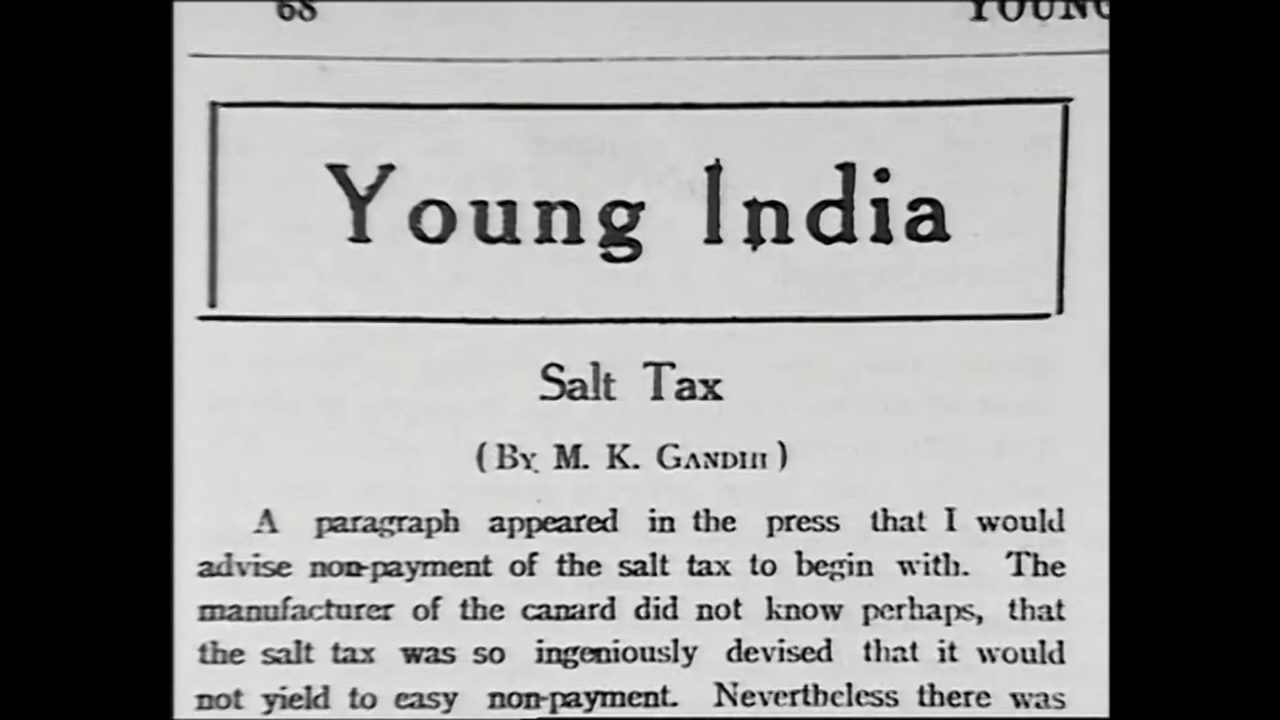 68 YOUNG
Young India
Salt Tax
(By M. K. Gandhi)
A paragraph appeared in the press that I would
advise non-payment of the salt tax to begin with. The
manufacturer of the canard did not know perhaps, that
the salt tax was so ingeniously devised that it would
not yield to easy non-payment. Nevertheless there was